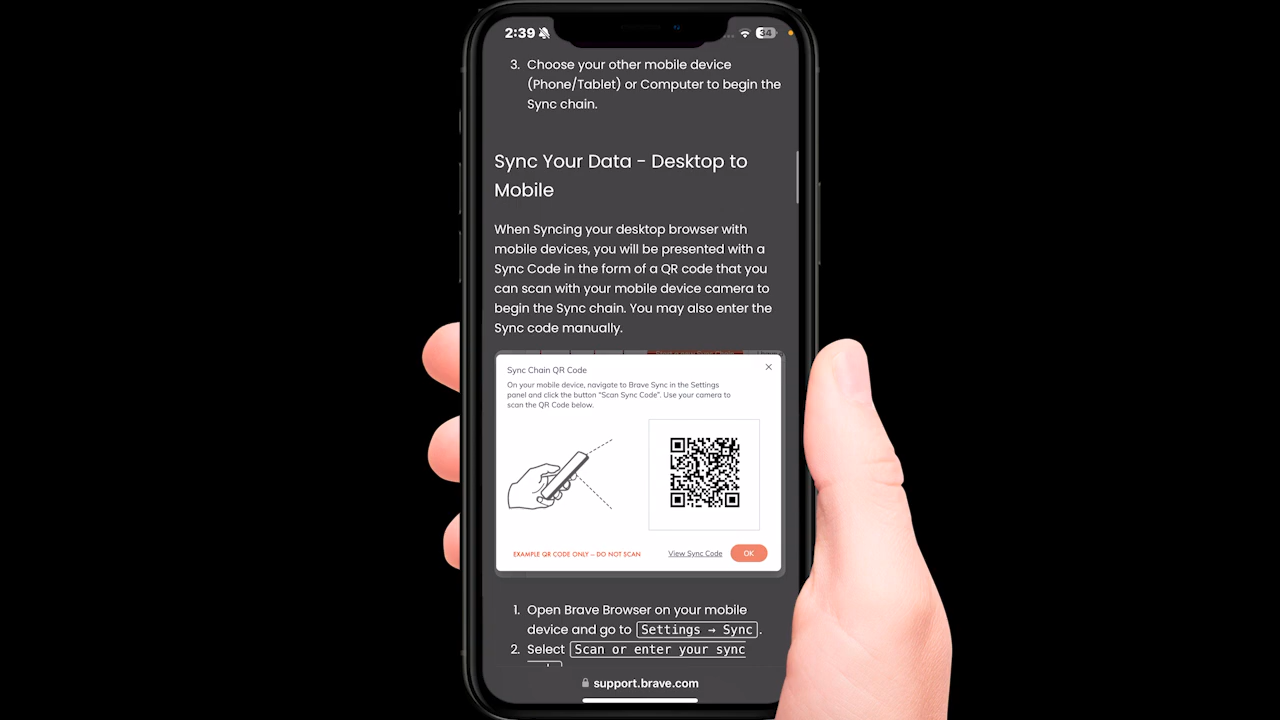 2:39
34
3. Choose your other mobile device
(Phone/Tablet) or Computer to begin the
Sync chain.
Sync Your Data - Desktop to
Mobile
When Syncing your desktop browser with
mobile devices, you will be presented with a
Sync Code in the form of a QR code that you
can scan with your mobile device camera to
begin the Sync chain. You may also enter the
Sync code manually.
Sync Chain QR Code
On your mobile device, navigate to Brave Sync in the Settings
panel and click the button "Scan Sync Code". Use your camera to
scan the QR Code below.
EXAMPLE QR CODE ONLY – DO NOT SCAN
View Sync Code
OK
1. Open Brave Browser on your mobile
device and go to Settings → Sync.
2. Select Scan or enter your sync
support.brave.com